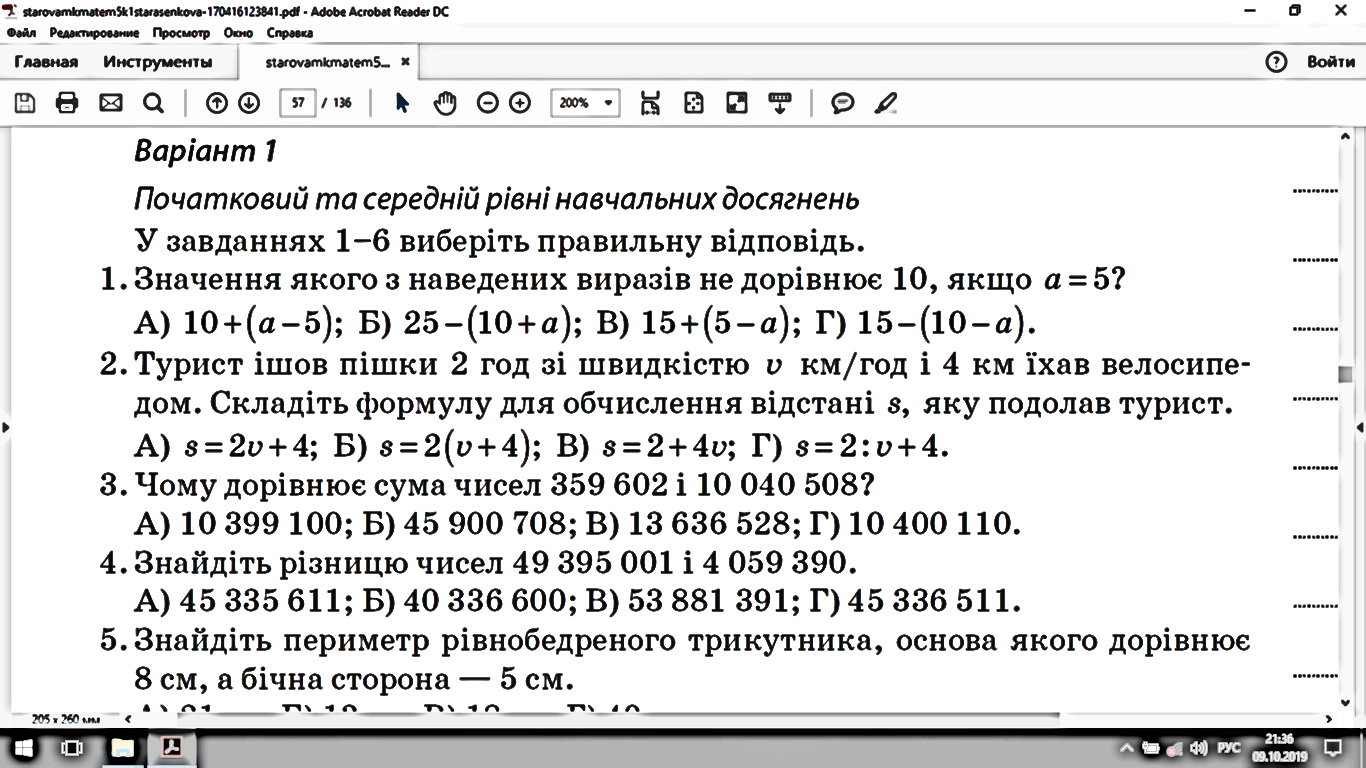 starovamkmatem5k1starasenkova-170416123841.pdf - Adobe Acrobat Reader DC
Файл Редактирование Просмотр Окно Справка
Главная Инструменты starovamkmatem5... × Войти
57 / 136 200%
Варіант 1
Початковий та середній рівні навчальних досягнень
У завданнях 1–6 виберіть правильну відповідь.
1. Значення якого з наведених виразів не дорівнює 10, якщо a = 5?
А) 10+(a−5); Б) 25−(10+a); В) 15+(5−a); Г) 15−(10−a).
2. Турист ішов пішки 2 год зі швидкістю v км/год і 4 км їхав велосипе-
дом. Складіть формулу для обчислення відстані s, яку подолав турист.
А) s=2v+4; Б) s=2(v+4); В) s=2+4v; Г) s=2:v+4.
3. Чому дорівнює сума чисел 359 602 і 10 040 508?
А) 10 399 100; Б) 45 900 708; В) 13 636 528; Г) 10 400 110.
4. Знайдіть різницю чисел 49 395 001 і 4 059 390.
А) 45 335 611; Б) 40 336 600; В) 53 881 391; Г) 45 336 511.
5. Знайдіть периметр рівнобедреного трикутника, основа якого дорівнює
8 см, а бічна сторона — 5 см.
205 x 260 мм
РУС 21:36
09.10.2019